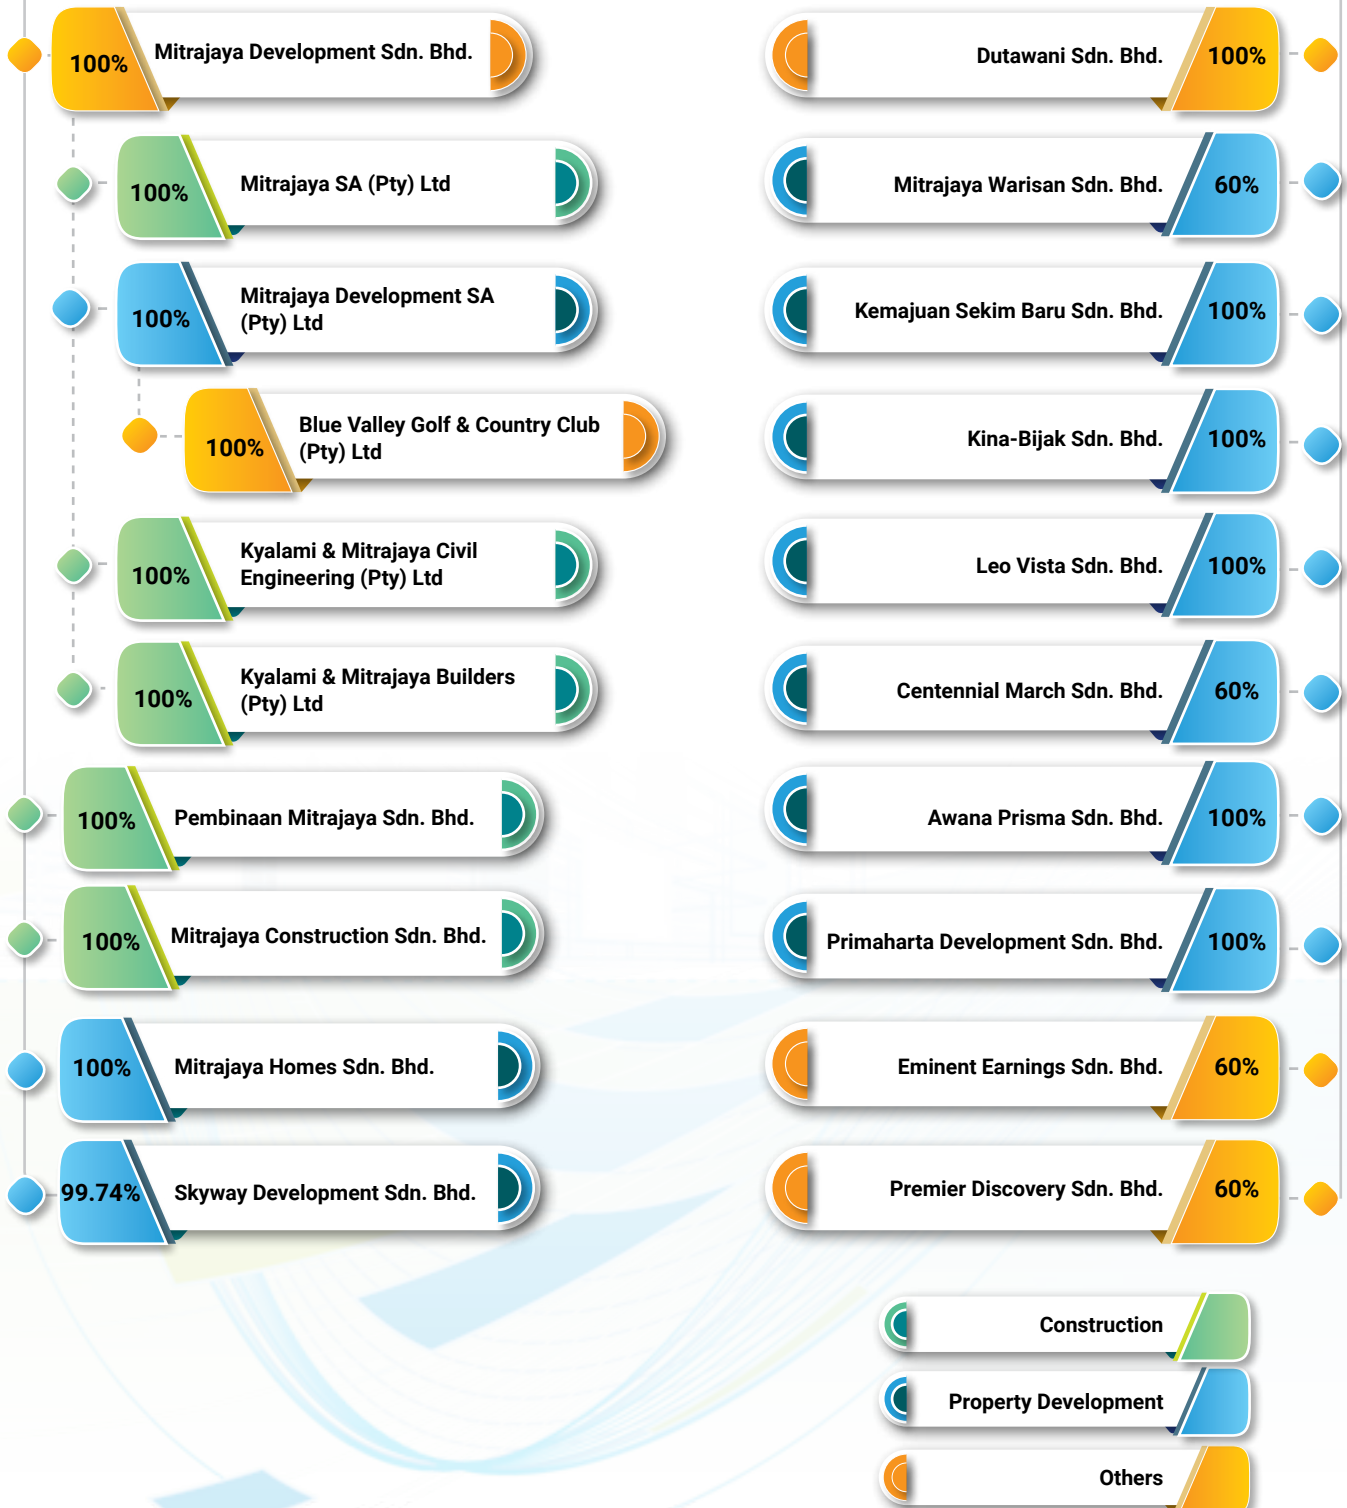 100%
Mitrajaya Development Sdn. Bhd.
100%
Mitrajaya SA (Pty) Ltd
100%
Mitrajaya Development SA
(Pty) Ltd
100%
Blue Valley Golf & Country Club
(Pty) Ltd
100%
Kyalami & Mitrajaya Civil
Engineering (Pty) Ltd
100%
Kyalami & Mitrajaya Builders
(Pty) Ltd
100%
Pembinaan Mitrajaya Sdn. Bhd.
100%
Mitrajaya Construction Sdn. Bhd.
100%
Mitrajaya Homes Sdn. Bhd.
99.74%
Skyway Development Sdn. Bhd.
Dutawani Sdn. Bhd.
100%
Mitrajaya Warisan Sdn. Bhd.
60%
Kemajuan Sekim Baru Sdn. Bhd.
100%
Kina-Bijak Sdn. Bhd.
100%
Leo Vista Sdn. Bhd.
100%
Centennial March Sdn. Bhd.
60%
Awana Prisma Sdn. Bhd.
100%
Primaharta Development Sdn. Bhd.
100%
Eminent Earnings Sdn. Bhd.
60%
Premier Discovery Sdn. Bhd.
60%
Construction
Property Development
Others